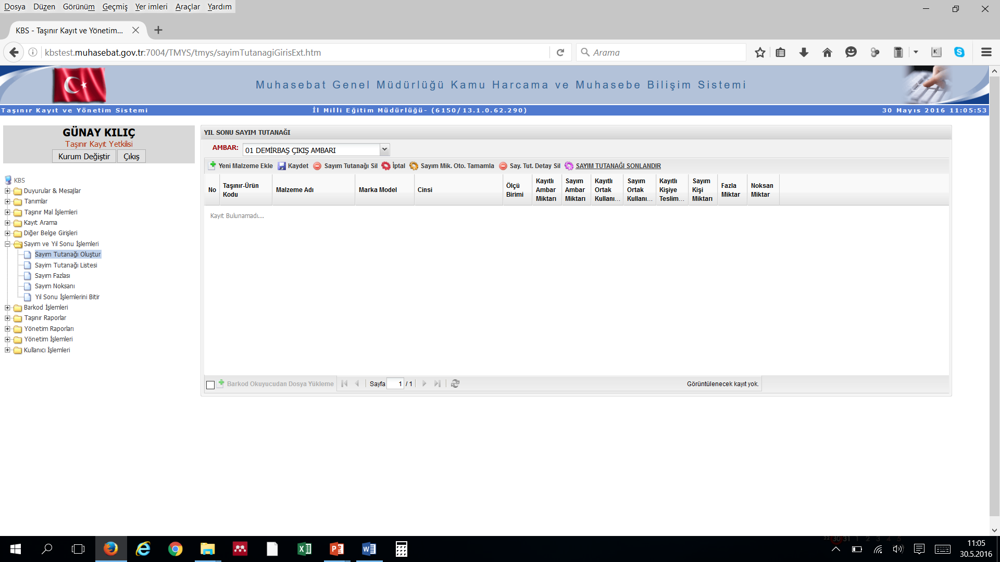 Dosya Düzen Görünüm Geçmiş Yer imleri Araçlar Yardım
KBS - Taşınır Kayıt ve Yönetim...
kbstest.muhasebat.gov.tr:7004/TMYS/tmys/sayimTutanagiGirisExt.htm
Arama
Muhasebat Genel Müdürlüğü Kamu Harcama ve Muhasebe Bilişim Sistemi
Taşınır Kayıt ve Yönetim Sistemi
İl Milli Eğitim Müdürlüğü- (6150/13.1.0.62.290)
30 Mayıs 2016 11:05:53
GÜNAY KILIÇ
Taşınır Kayıt Yetkilisi
Kurum Değiştir Çıkış
KBS
Duyurular & Mesajlar
Tanımlar
Taşınır Mal İşlemleri
Kayıt Arama
Diğer Belge Girişleri
Sayım ve Yıl Sonu İşlemleri
Sayım Tutanağı Oluştur
Sayim Tutanağı Listesi
Sayım Fazlası
Sayım Noksanı
Yıl Sonu İşlemlerini Bitir
Barkod İşlemleri
Taşınır Raporlar
Yönetim Raporları
Yönetim İşlemleri
Kullanıcı İşlemleri
YIL SONU SAYIM TUTANAĞI
AMBAR: 01 DEMİRBAŞ ÇIKIŞ AMBARI
Yeni Malzeme Ekle Kaydet Sayım Tutanağı Sil İptal Sayım Mik. Oto. Tamamla Say. Tut. Detay Sil SAYIM TUTANAĞI SONLANDIR
No
Taşınır-Ürün
Kodu
Malzeme Adı
Marka Model
Cinsi
Ölçü
Birimi
Kayıtlı
Ambar
Miktarı
Sayım
Ambar
Miktarı
Kayıtlı
Ortak
Kullanı...
Sayım
Ortak
Kullanı...
Kayıtlı
Kişiye
Teslim...
Sayım
Kişi
Miktarı
Fazla
Miktar
Noksan
Miktar
Kayıt Bulunamadı...
Barkod Okuyucudan Dosya Yükleme Sayfa 1 / 1 Görüntülenecek kayıt yok.
22 30 31 1 2 3 4 5
11:05
30.5.2016